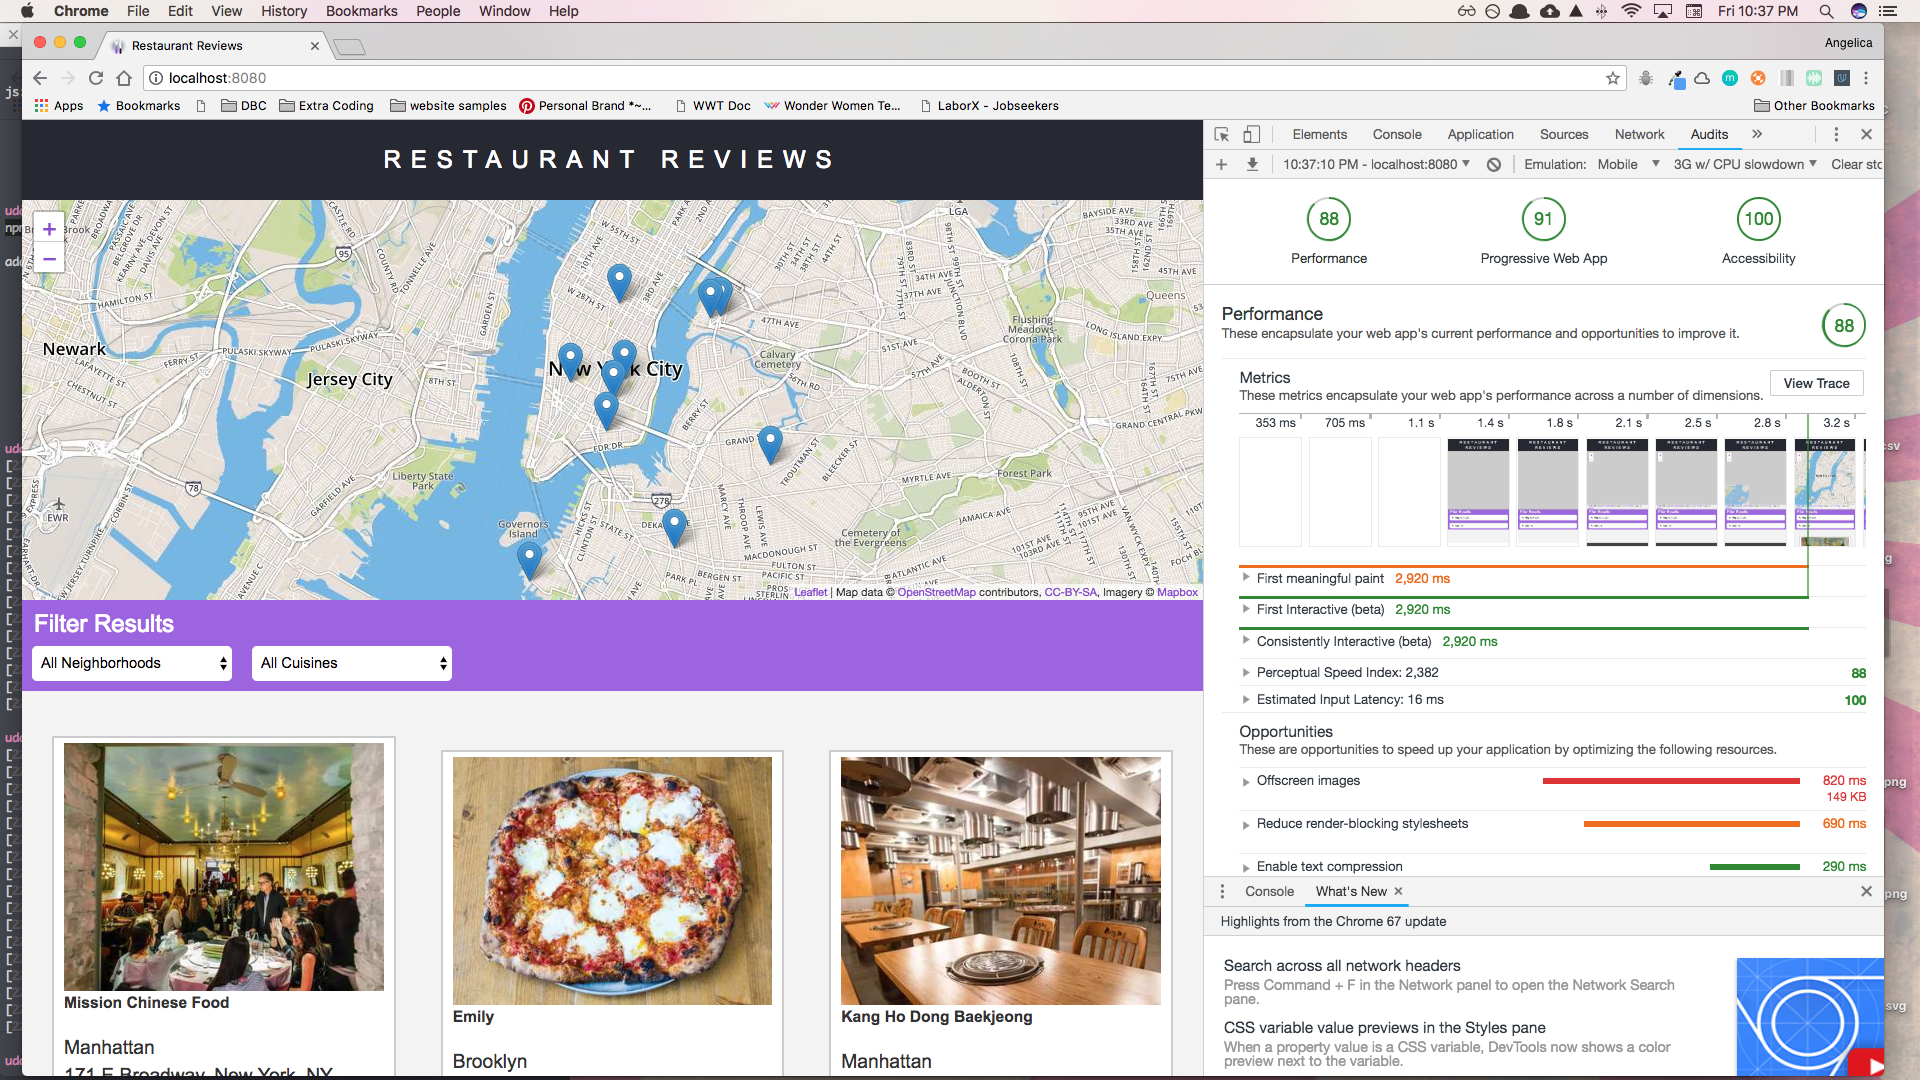 Chrome File Edit View History Bookmarks People Window Help
Fri 10:37 PM
Restaurant Reviews
Angelica
localhost:8080
Apps Bookmarks DBC Extra Coding website samples Personal Brand *~... WWT Doc Wonder Women Te... LaborX - Jobseekers Other Bookmarks
RESTAURANT REVIEWS
Newark
Jersey City
Liberty State Park
Governors Island
EWR
LGA
Queens
Flushing Meadows-Corona Park
Calvary Cemetery
Forest Park
Cemetery of the Evergreens
95
78
278
Leaflet | Map data © OpenStreetMap contributors, CC-BY-SA, Imagery © Mapbox
Filter Results
All Neighborhoods All Cuisines
Mission Chinese Food
Manhattan
171 E Broadway, New York, NY
Emily
Brooklyn
Kang Ho Dong Baekjeong
Manhattan
Elements Console Application Sources Network Audits
10:37:10 PM - localhost:8080 Emulation: Mobile 3G w/ CPU slowdown Clear sto
88 91 100
Performance Progressive Web App Accessibility
Performance
These encapsulate your web app's current performance and opportunities to improve it.
88
Metrics
These metrics encapsulate your web app's performance across a number of dimensions.
View Trace
353 ms 705 ms 1.1 s 1.4 s 1.8 s 2.1 s 2.5 s 2.8 s 3.2 s
First meaningful paint 2,920 ms
First Interactive (beta) 2,920 ms
Consistently Interactive (beta) 2,920 ms
Perceptual Speed Index: 2,382 88
Estimated Input Latency: 16 ms 100
Opportunities
These are opportunities to speed up your application by optimizing the following resources.
Offscreen images 820 ms
149 KB
Reduce render-blocking stylesheets 690 ms
Enable text compression 290 ms
Console What's New
Highlights from the Chrome 67 update
Search across all network headers
Press Command + F in the Network panel to open the Network Search
pane.
CSS variable value previews in the Styles pane
When a property value is a CSS variable, DevTools now shows a color
preview next to the variable.